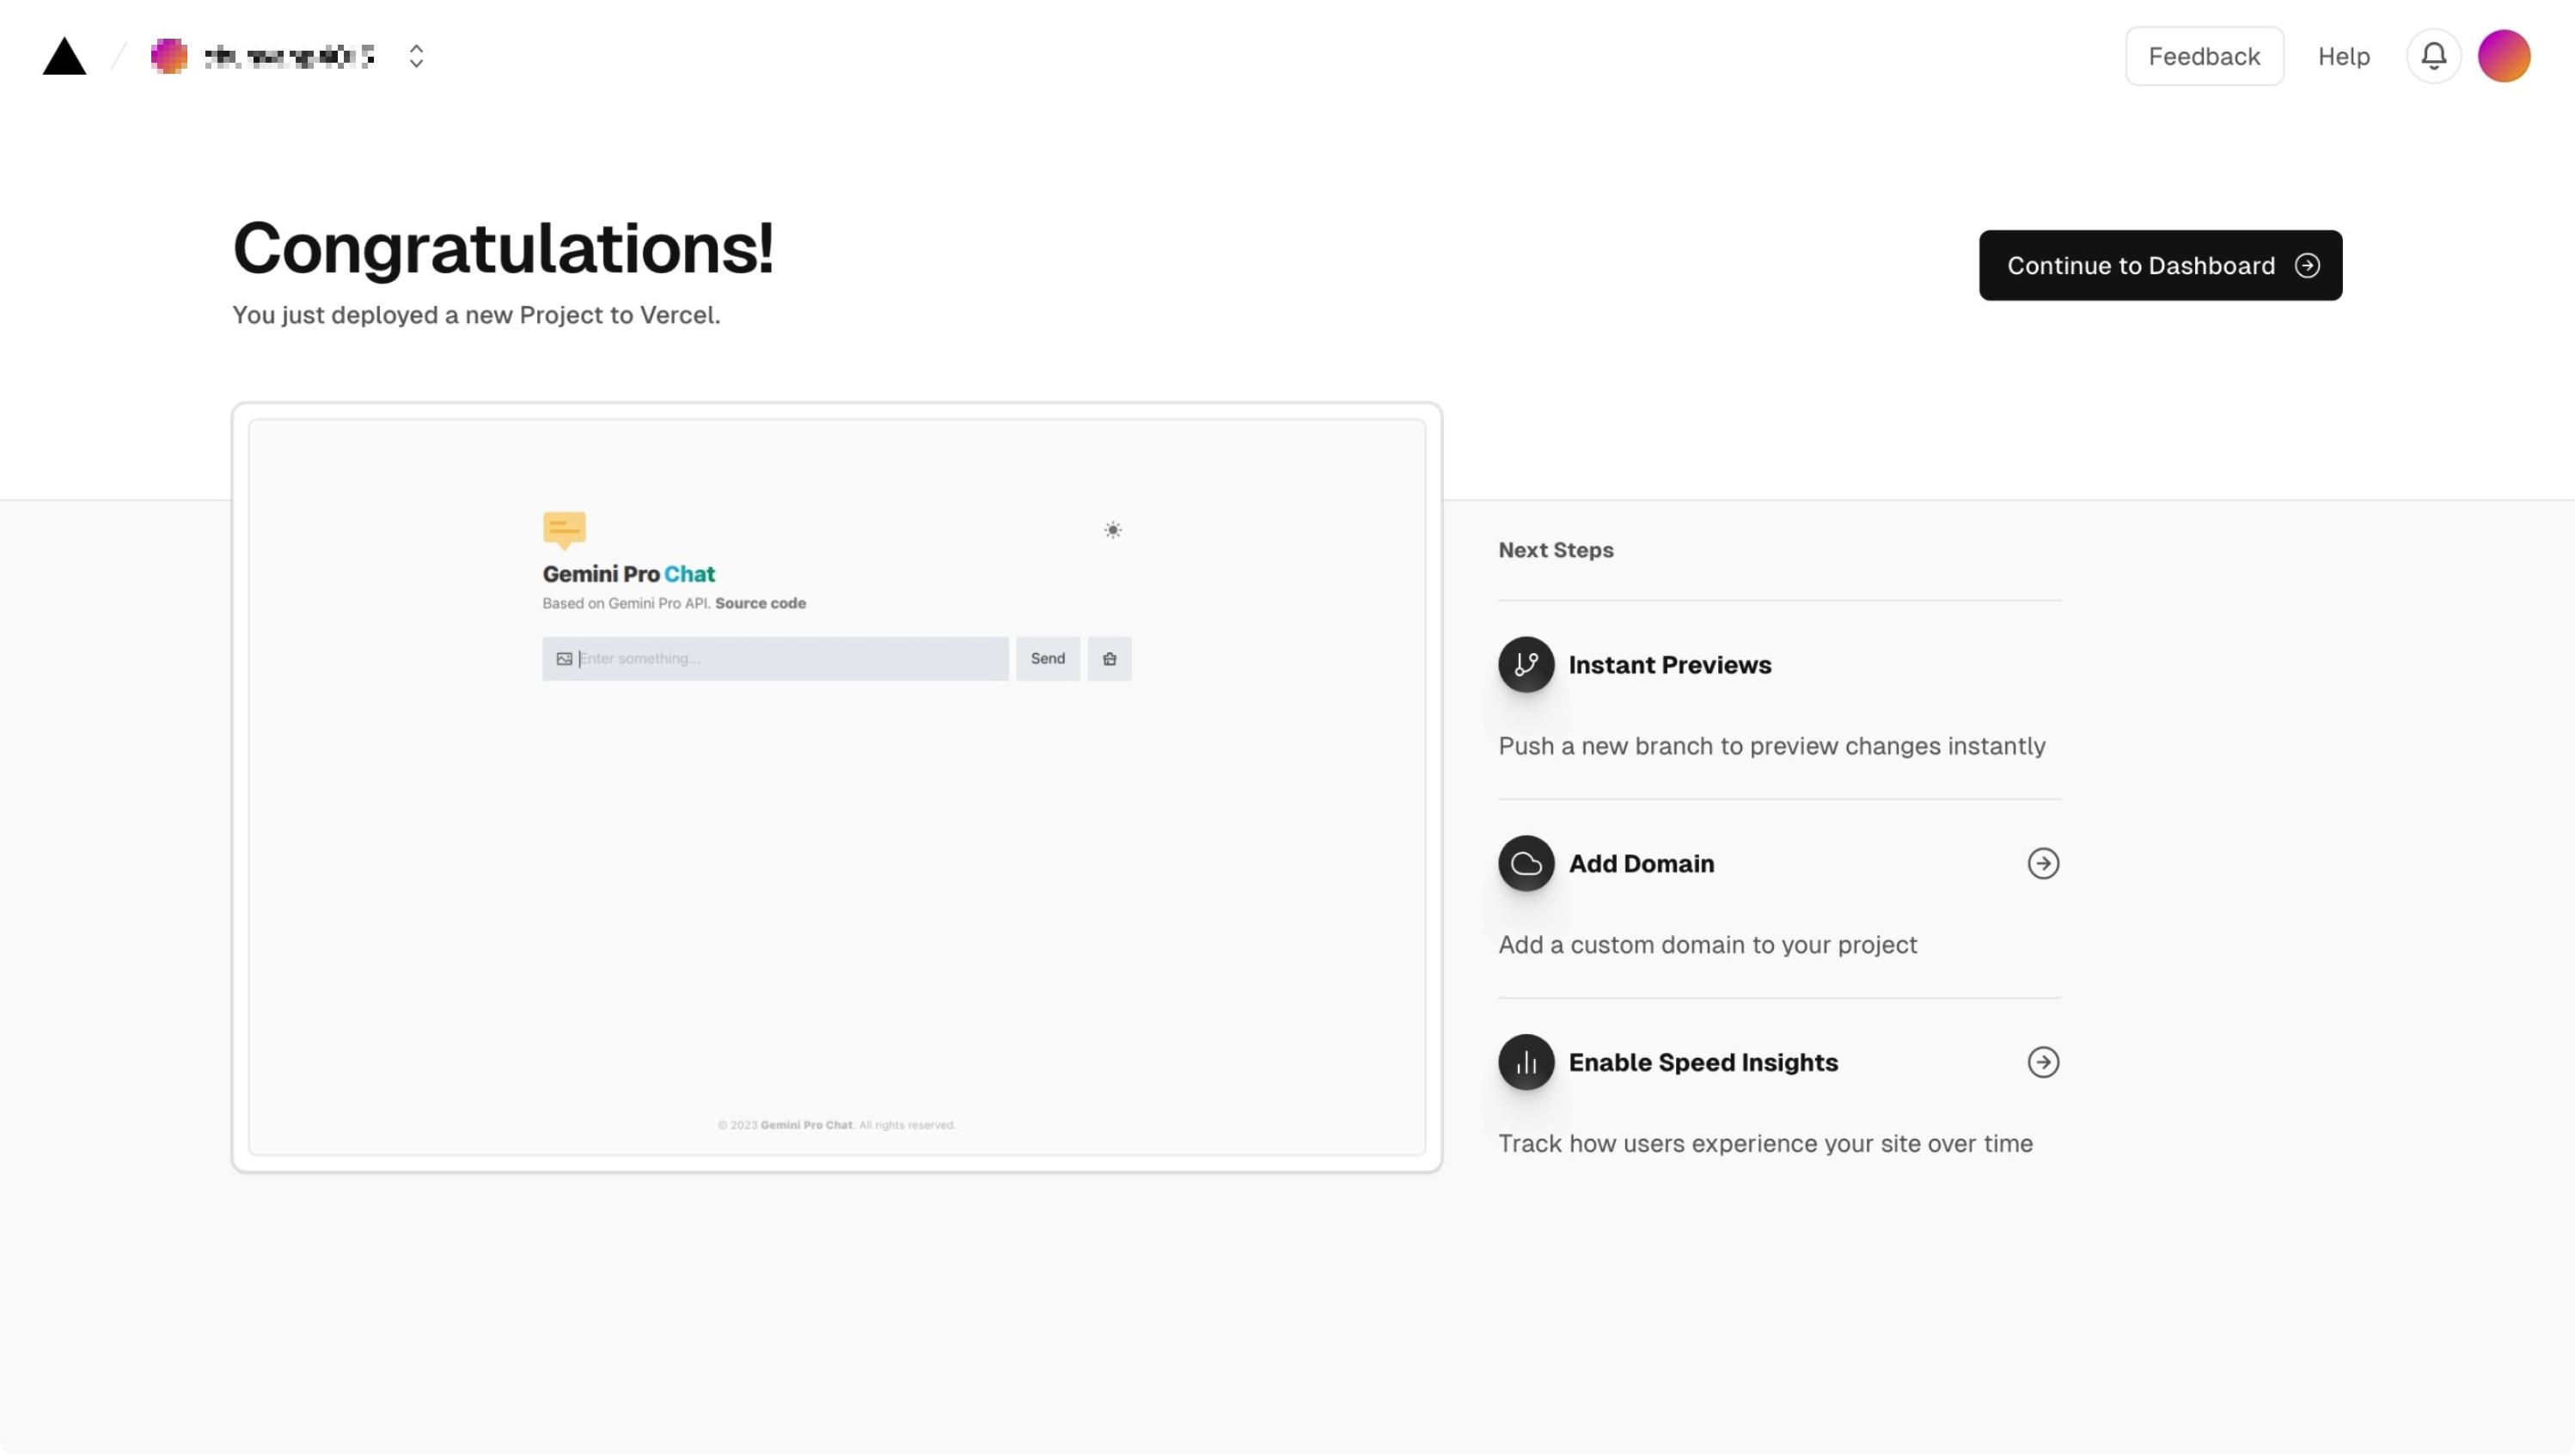 Feedback
Help
Congratulations!
You just deployed a new Project to Vercel.
Continue to Dashboard
Gemini Pro Chat
Based on Gemini Pro API. Source code
Enter something...
Send
© 2023 Gemini Pro Chat. All rights reserved.
Next Steps
Instant Previews
Push a new branch to preview changes instantly
Add Domain
Add a custom domain to your project
Enable Speed Insights
Track how users experience your site over time